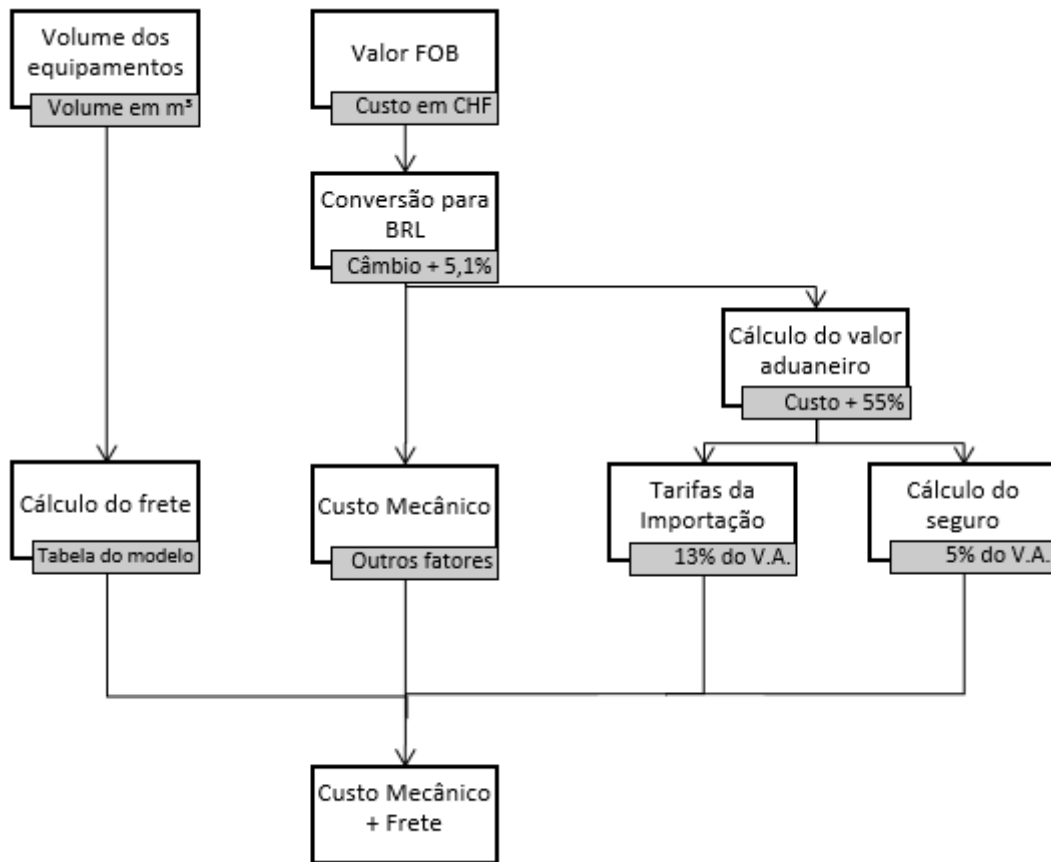 Volume dos
equipamentos
Volume em m³
Valor FOB
Custo em CHF
Conversão para
BRL
Câmbio + 5,1%
Cálculo do valor
aduaneiro
Custo + 55%
Cálculo do frete
Tabela do modelo
Custo Mecânico
Outros fatores
Tarifas da
Importação
13% do V.A.
Cálculo do
seguro
5% do V.A.
Custo Mecânico
+ Frete